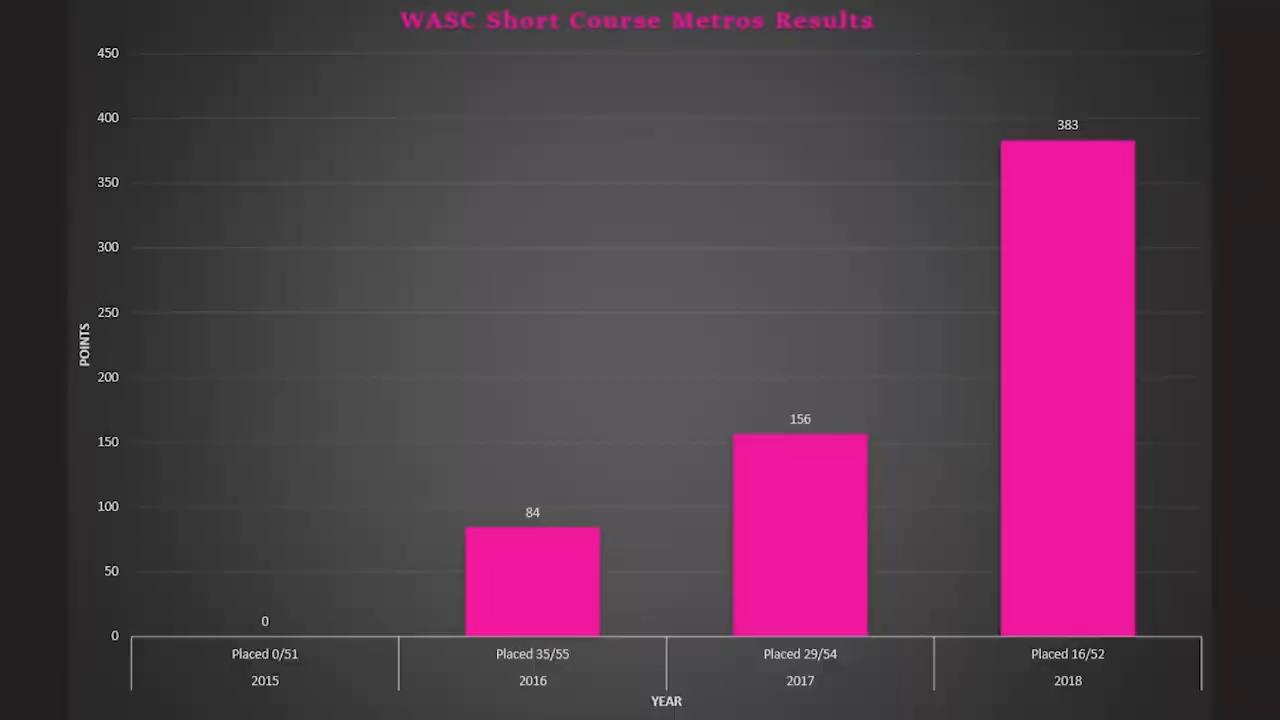 WASC Short Course Metros Results
450
400
350
300
250
200
150
100
50
0
POINTS
0
84
156
383
Placed 0/51
Placed 35/55
Placed 29/54
Placed 16/52
2015
2016
2017
2018
YEAR